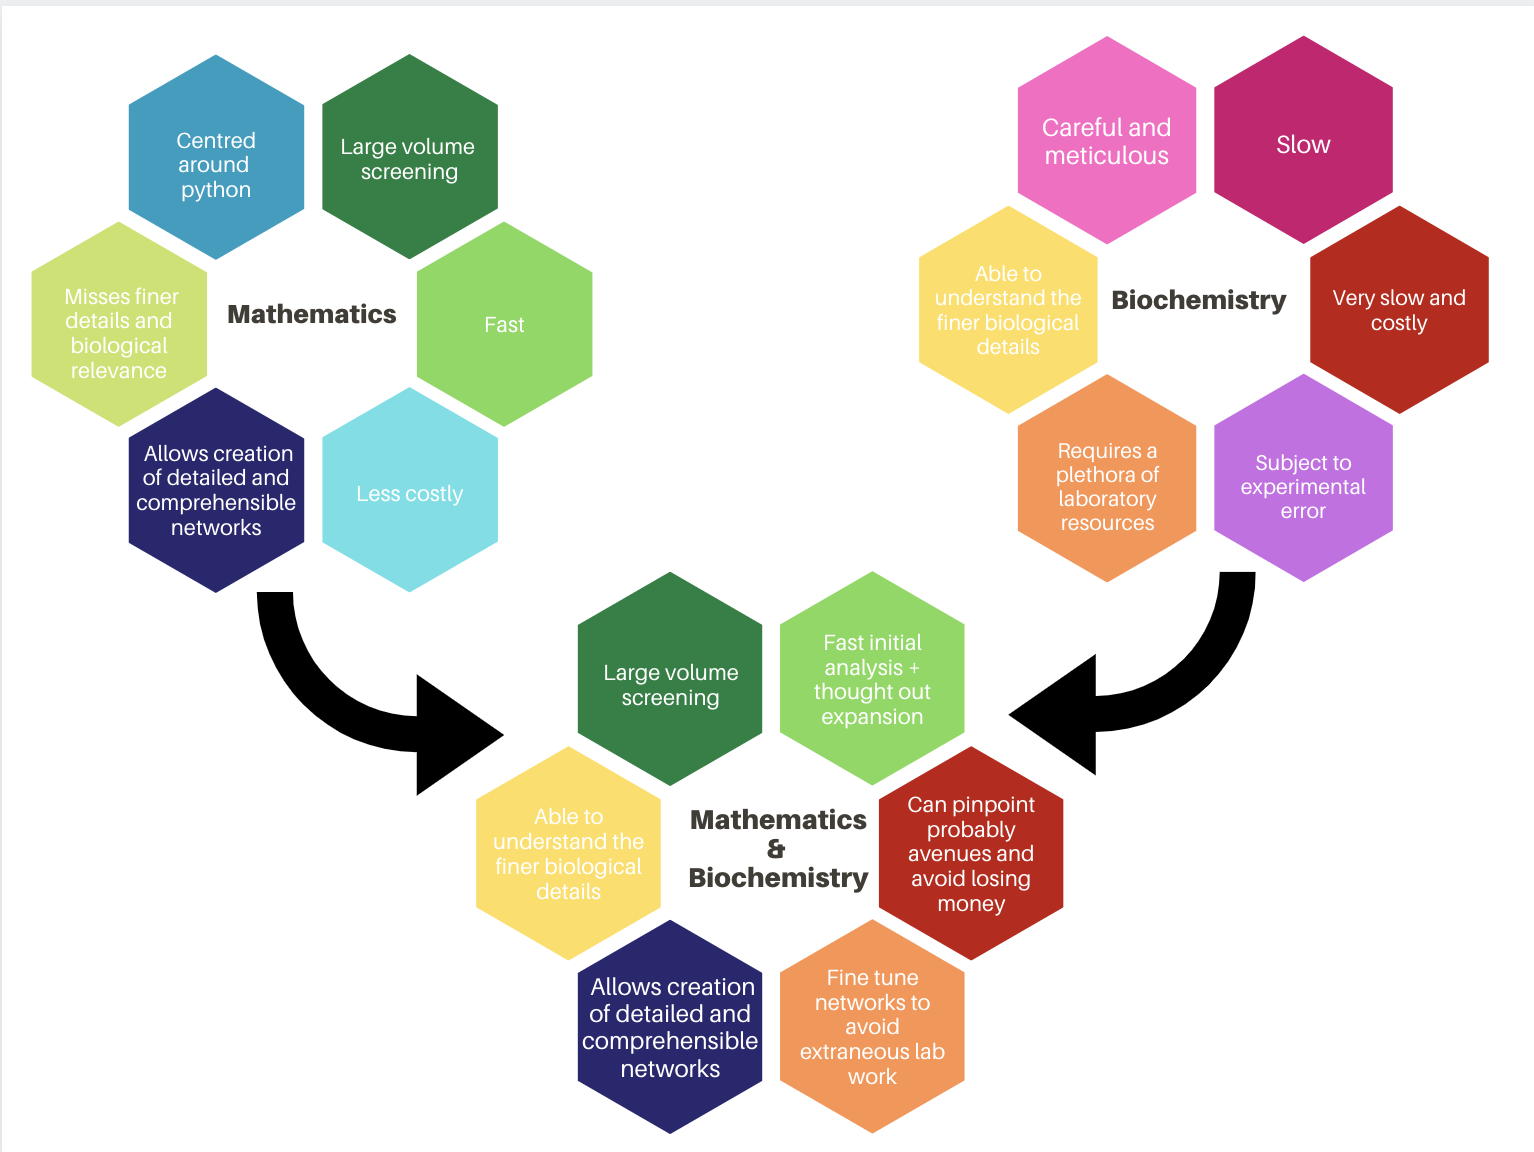 Centred
around
python
Large volume
screening
Misses finer
details and
biological
relevance
Mathematics
Fast
Allows creation
of detailed and
comprehensible
networks
Less costly
Careful and
meticulous
Slow
Able to
understand the
finer biological
details
Biochemistry
Very slow and
costly
Requires a
plethora of
laboratory
resources
Subject to
experimental
error
Large volume
screening
Fast initial
analysis +
thought out
expansion
Able to
understand the
finer biological
details
Mathematics
&
Biochemistry
Can pinpoint
probably
avenues and
avoid losing
money
Allows creation
of detailed and
comprehensible
networks
Fine tune
networks to
avoid
extraneous lab
work